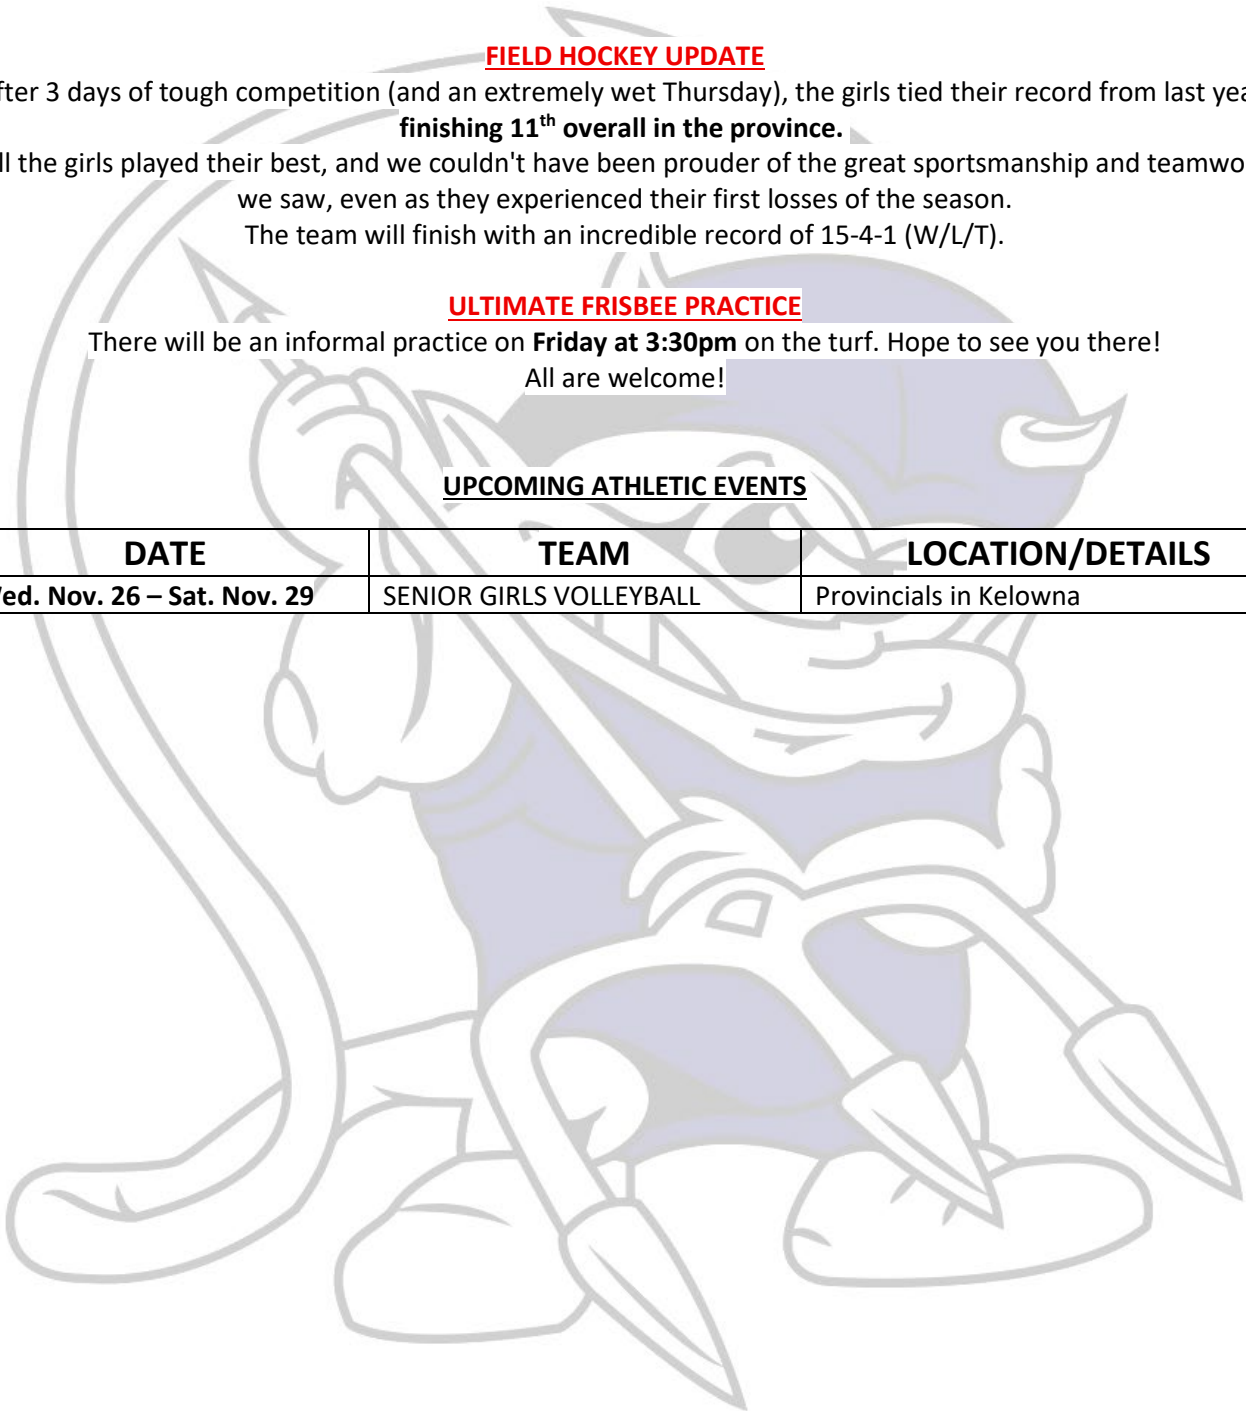 FIELD HOCKEY UPDATE
fter 3 days of tough competition (and an extremely wet Thursday), the girls tied their record from last yea
finishing 11th overall in the province.
ll the girls played their best, and we couldn't have been prouder of the great sportsmanship and teamwo
we saw, even as they experienced their first losses of the season.
The team will finish with an incredible record of 15-4-1 (W/L/T).
ULTIMATE FRISBEE PRACTICE
There will be an informal practice on Friday at 3:30pm on the turf. Hope to see you there!
All are welcome!
UPCOMING ATHLETIC EVENTS
DATE TEAM LOCATION/DETAILS
ed. Nov. 26 – Sat. Nov. 29 SENIOR GIRLS VOLLEYBALL Provincials in Kelowna